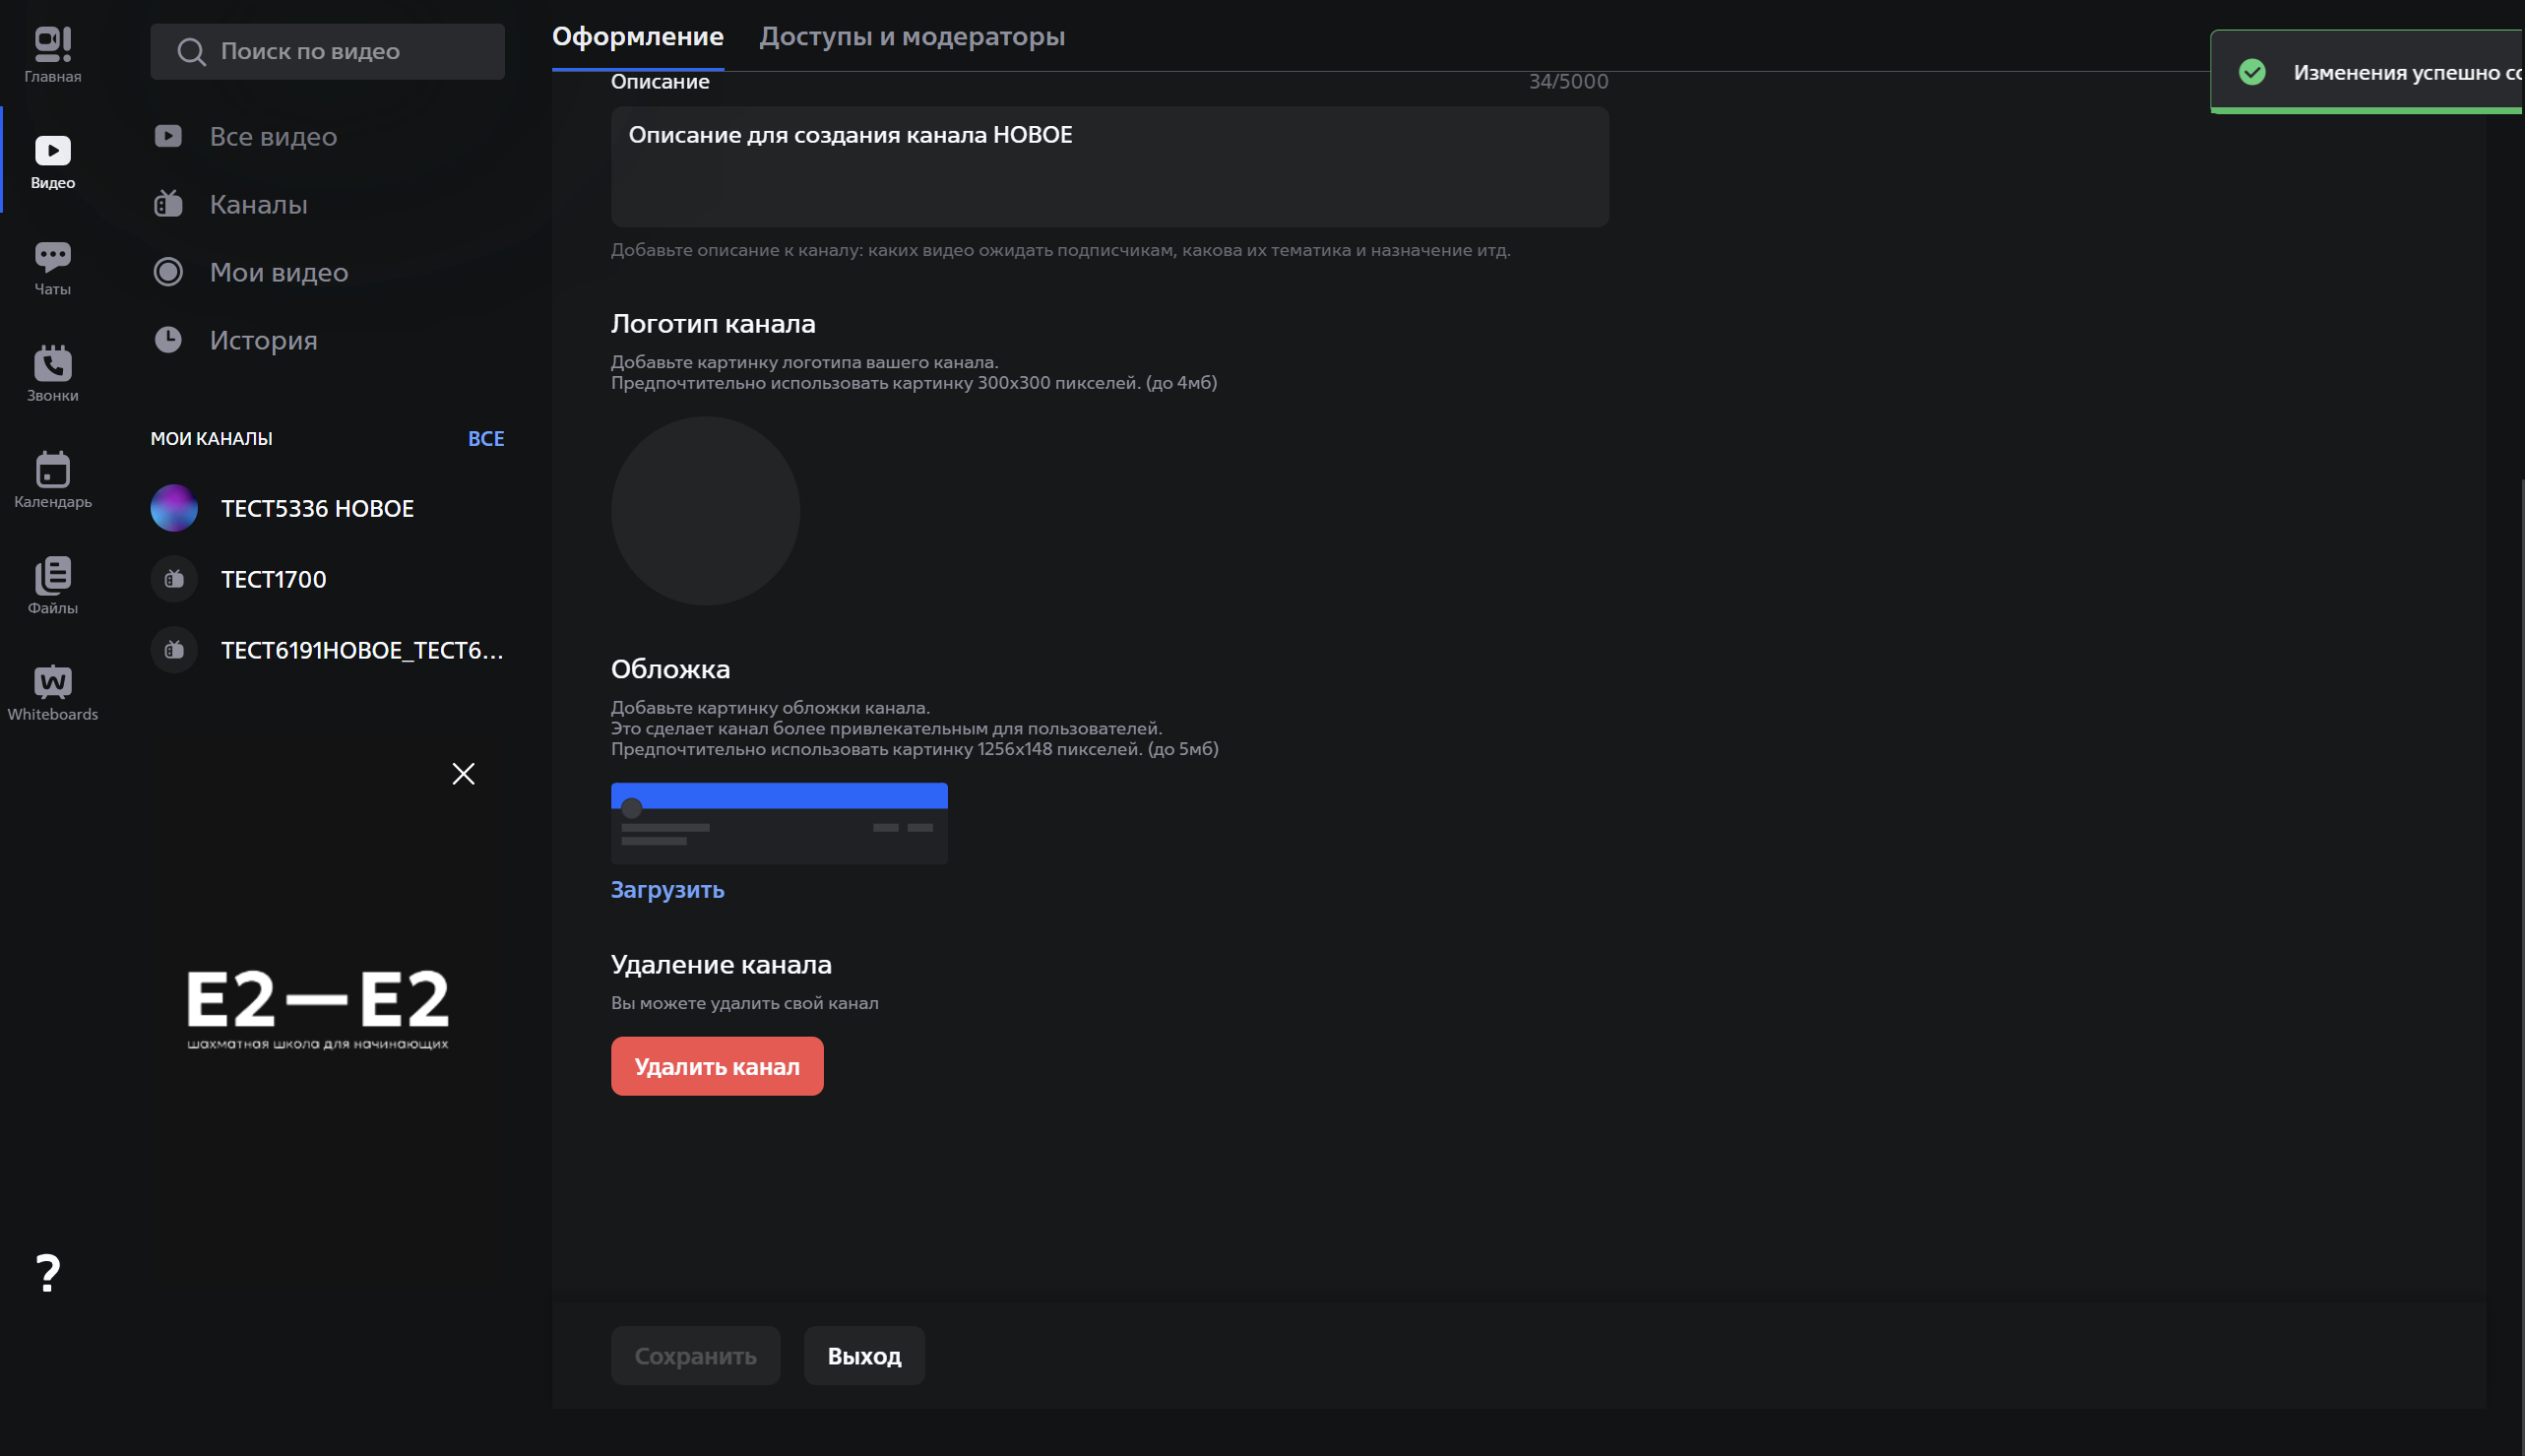 Главная
Видео
Чаты
Звонки
Календарь
Файлы
Whiteboards
?
Поиск по видео
Все видео
Каналы
Мои видео
История
МОИ КАНАЛЫ ВСЕ
ТЕСТ5336 НОВОЕ
ТЕСТ1700
ТЕСТ6191НОВОЕ_ТЕСТ6...
E2—E2
шахматная школа для начинающих
Оформление Доступы и модераторы
Изменения успешно со
Описание 34/5000
Описание для создания канала НОВОЕ
Добавьте описание к каналу: каких видео ожидать подписчикам, какова их тематика и назначение итд.
Логотип канала
Добавьте картинку логотипа вашего канала.
Предпочтительно использовать картинку 300x300 пикселей. (до 4мб)
Обложка
Добавьте картинку обложки канала.
Это сделает канал более привлекательным для пользователей.
Предпочтительно использовать картинку 1256x148 пикселей. (до 5мб)
Загрузить
Удаление канала
Вы можете удалить свой канал
Удалить канал
Сохранить Выход